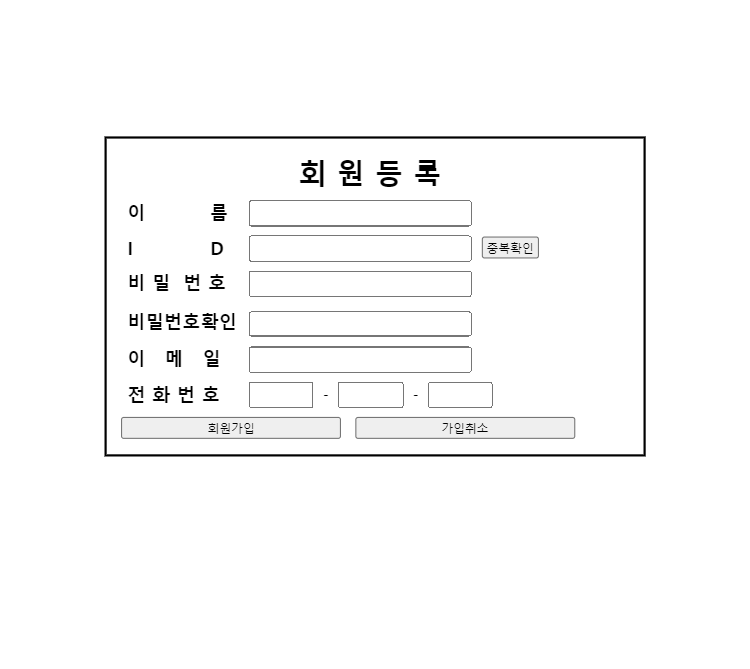 회 원 등 록
이 름
I D 중복확인
비 밀 번 호
비밀번호확인
이 메 일
전 화 번 호 - -
회원가입 가입취소